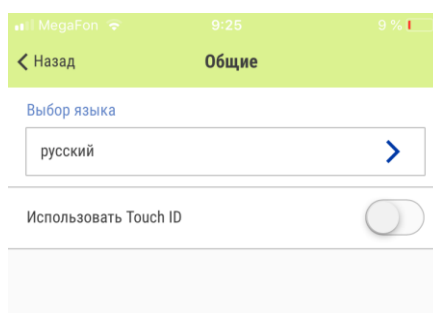 MegaFon 9:25 9 %
Назад Общие
Выбор языка
русский
Использовать Touch ID